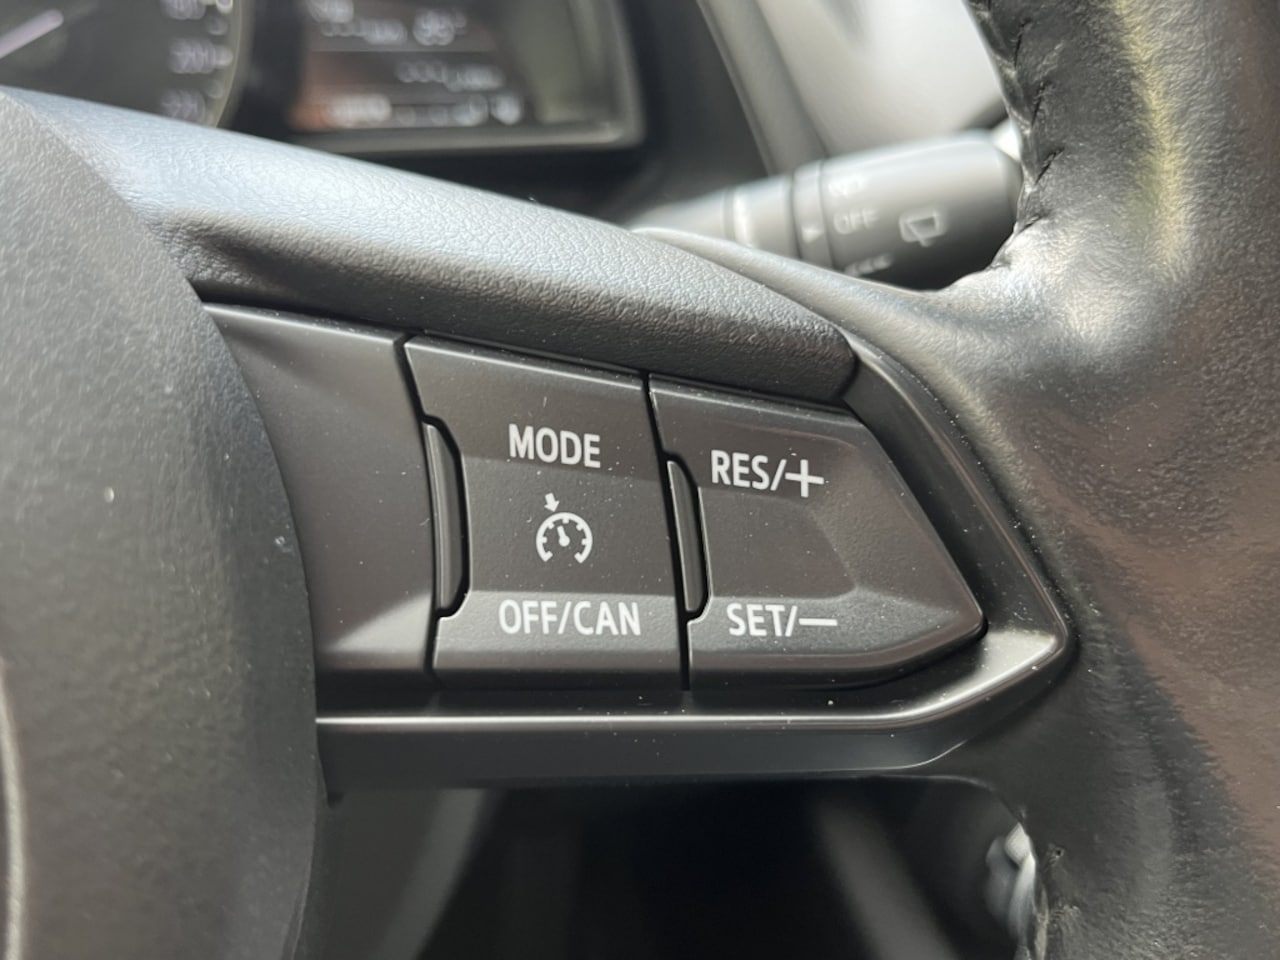 MODE
RES/+
OFF/CAN
SET/—
OFF